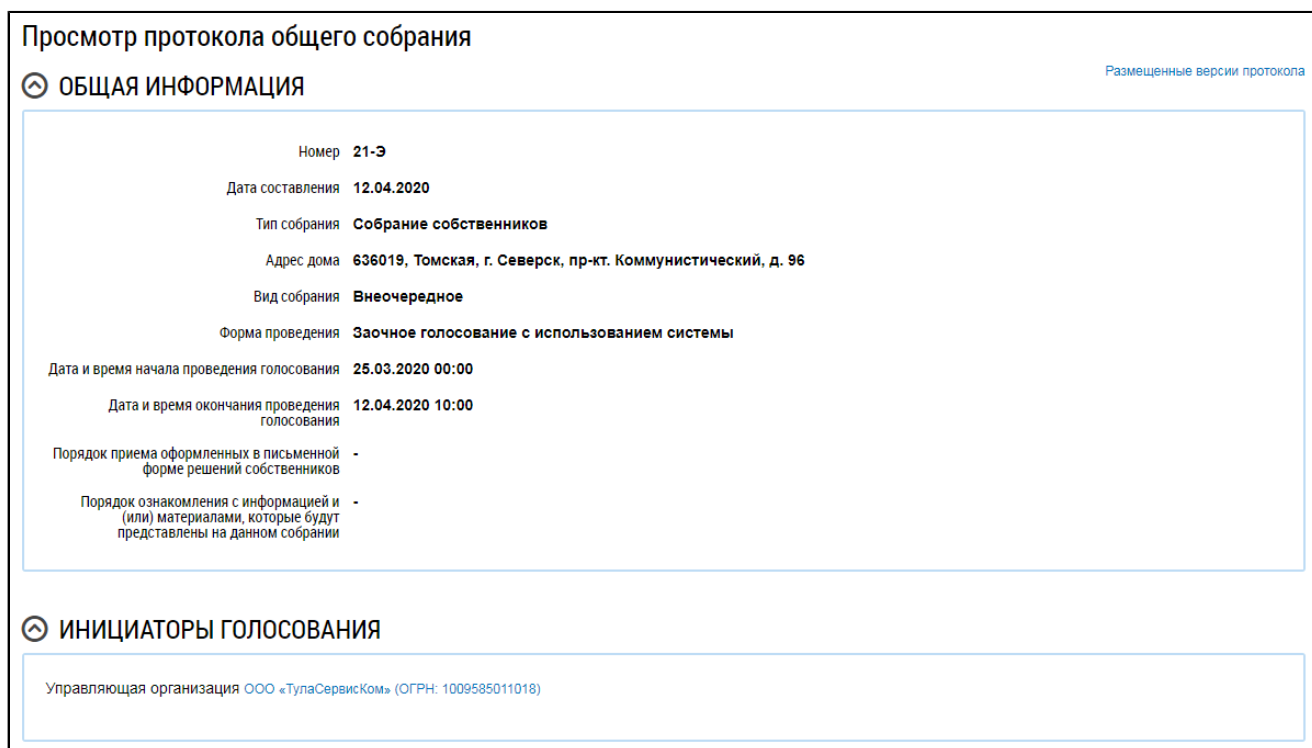 Просмотр протокола общего собрания
Размещенные версии протокола
ОБЩАЯ ИНФОРМАЦИЯ
Номер 21-Э
Дата составления 12.04.2020
Тип собрания Собрание собственников
Адрес дома 636019, Томская, г. Северск, пр-кт. Коммунистический, д. 96
Вид собрания Внеочередное
Форма проведения Заочное голосование с использованием системы
Дата и время начала проведения голосования 25.03.2020 00:00
Дата и время окончания проведения 12.04.2020 10:00
голосования
Порядок приема оформленных в письменной -
форме решений собственников
Порядок ознакомления с информацией и -
(или) материалами, которые будут
представлены на данном собрании
ИНИЦИАТОРЫ ГОЛОСОВАНИЯ
Управляющая организация ООО «ТулаСервисКом» (ОГРН: 1009585011018)